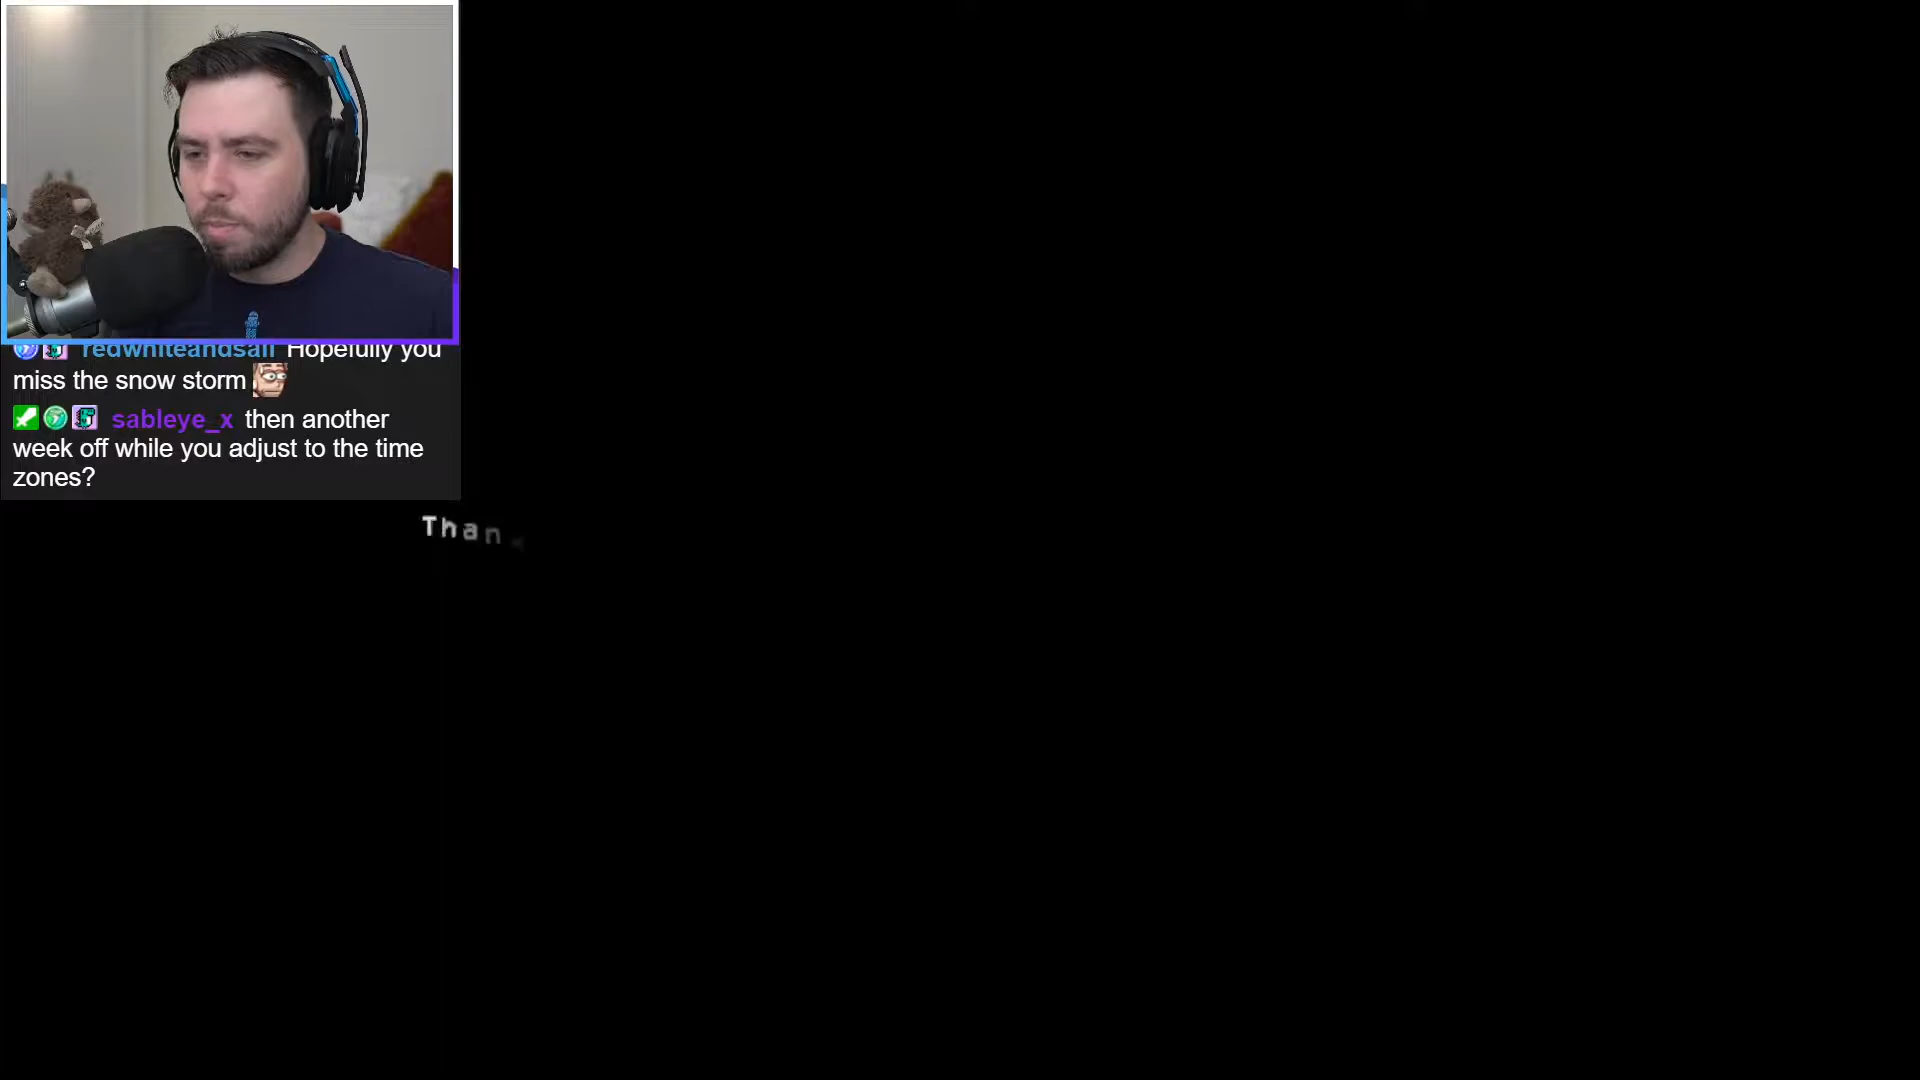 redwhiteandsail Hopefully you
miss the snow storm
sableye_x then another
week off while you adjust to the time
zones?
Than